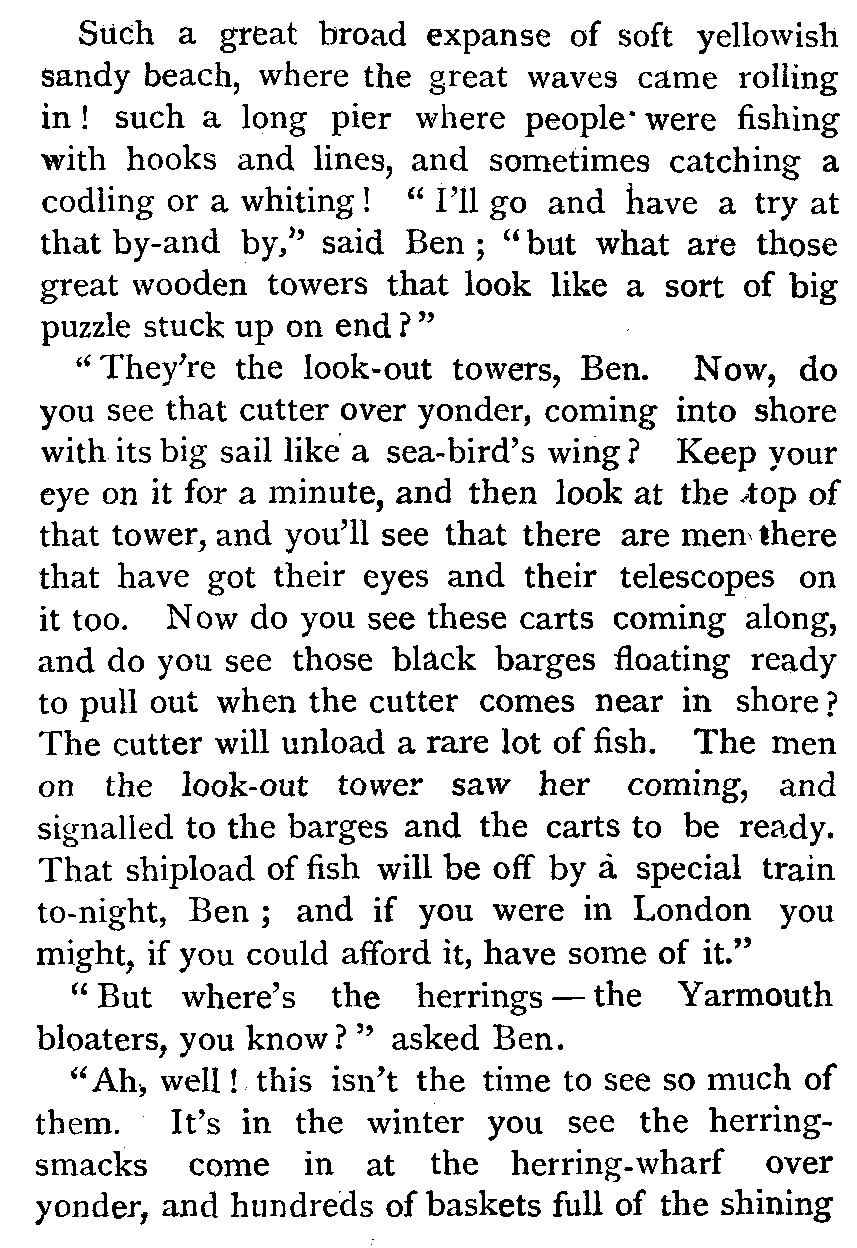 Such a great broad expanse of soft yellowish
sandy beach, where the great waves came rolling
in! such a long pier where people were fishing
with hooks and lines, and sometimes catching a
codling or a whiting! “I’ll go and have a try at
that by-and by,” said Ben; “but what are those
great wooden towers that look like a sort of big
puzzle stuck up on end?”
“They’re the look-out towers, Ben. Now, do
you see that cutter over yonder, coming into shore
with its big sail like a sea-bird’s wing? Keep your
eye on it for a minute, and then look at the top of
that tower, and you’ll see that there are men there
that have got their eyes and their telescopes on
it too. Now do you see these carts coming along,
and do you see those black barges floating ready
to pull out when the cutter comes near in shore?
The cutter will unload a rare lot of fish. The men
on the look-out tower saw her coming, and
signalled to the barges and the carts to be ready.
That shipload of fish will be off by a special train
to-night, Ben; and if you were in London you
might, if you could afford it, have some of it.”
“But where’s the herrings—the Yarmouth
bloaters, you know?” asked Ben.
“Ah, well! this isn’t the time to see so much of
them. It’s in the winter you see the herring-
smacks come in at the herring-wharf over
yonder, and hundreds of baskets full of the shining